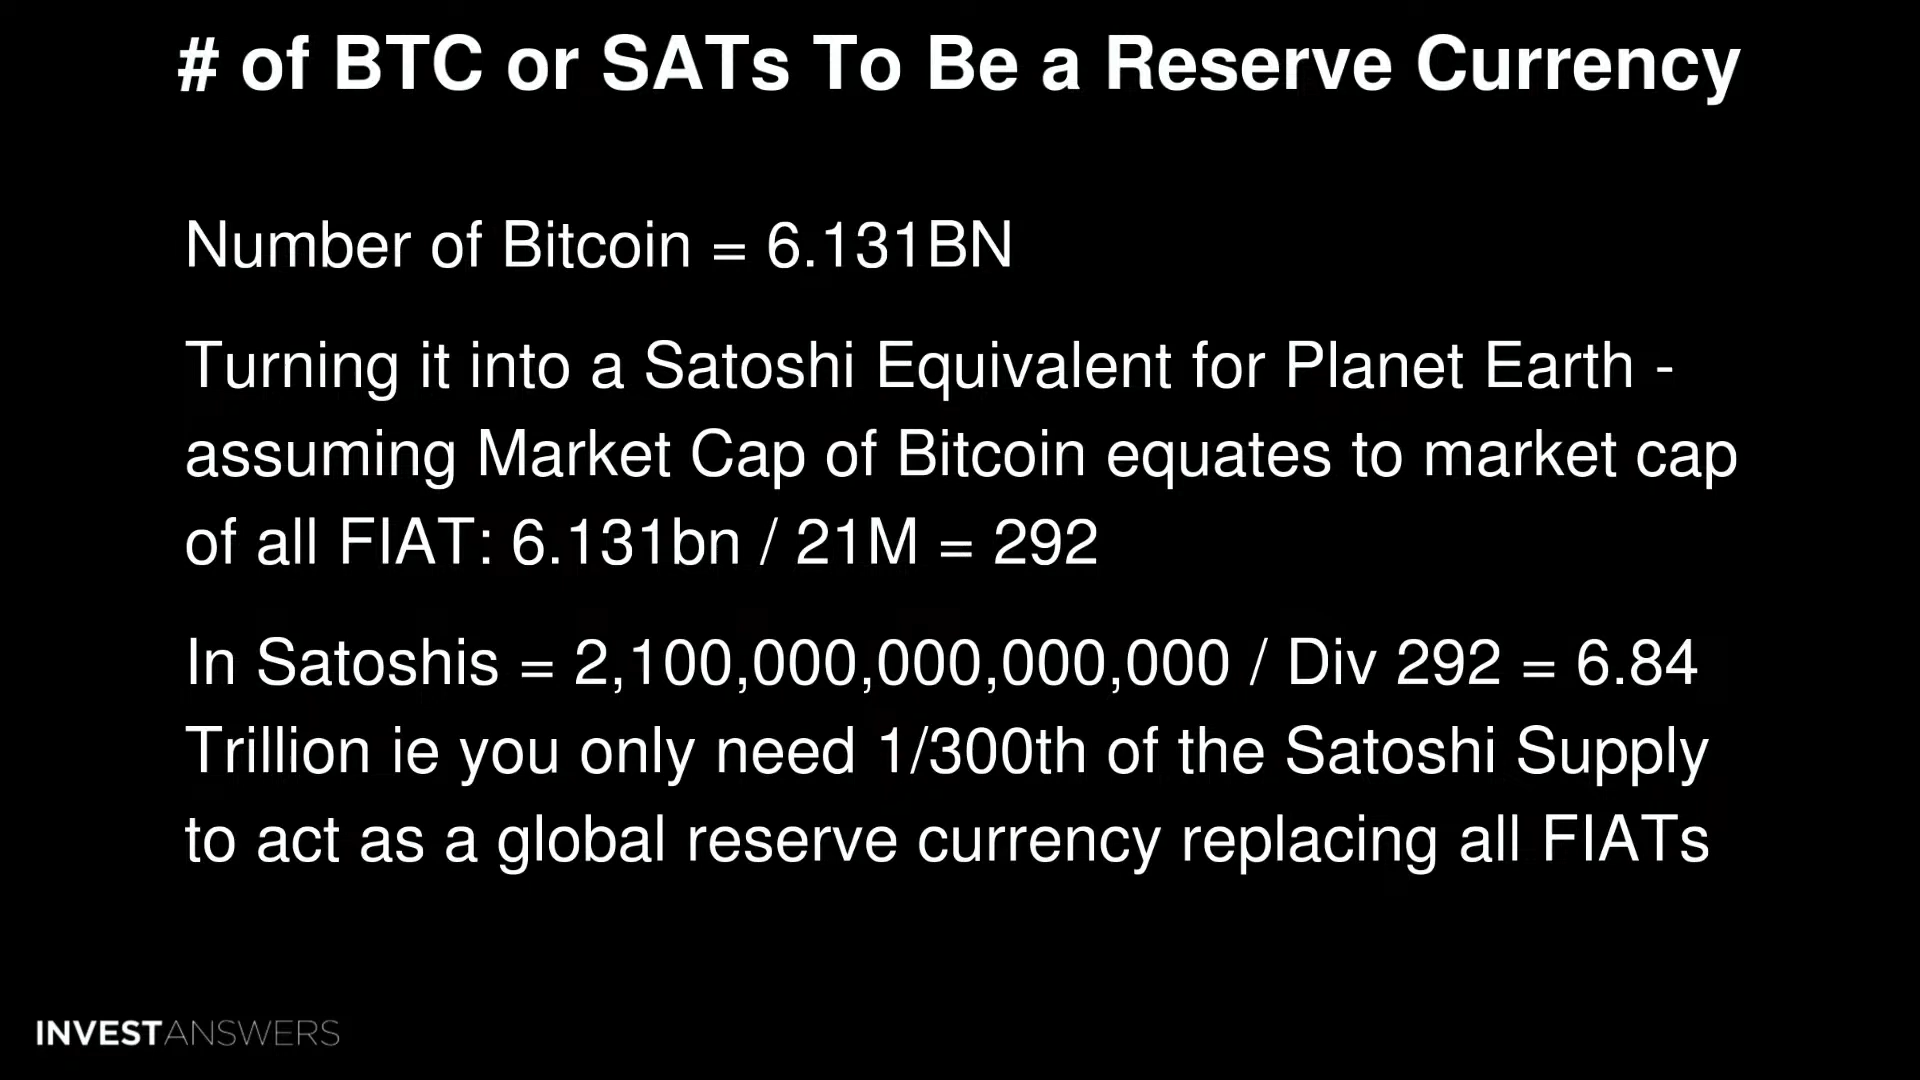 # of BTC or SATs To Be a Reserve Currency
Number of Bitcoin = 6.131BN
Turning it into a Satoshi Equivalent for Planet Earth -
assuming Market Cap of Bitcoin equates to market cap
of all FIAT: 6.131bn / 21M = 292
In Satoshis = 2,100,000,000,000,000 / Div 292 = 6.84
Trillion ie you only need 1/300th of the Satoshi Supply
to act as a global reserve currency replacing all FIATs
INVESTANSWERS